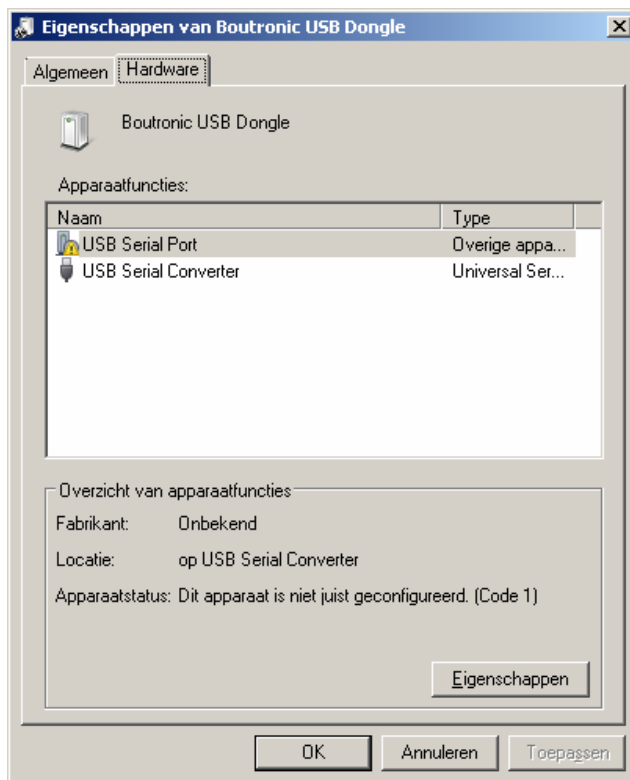 Eigenschappen van Boutronic USB Dongle
Algemeen Hardware
Boutronic USB Dongle
Apparaatfuncties:
Naam Type
USB Serial Port Overige appa...
USB Serial Converter Universal Ser...
Overzicht van apparaatfuncties
Fabrikant: Onbekend
Locatie: op USB Serial Converter
Apparaatstatus: Dit apparaat is niet juist geconfigureerd. (Code 1)
Eigenschappen
OK Annuleren Toepassen